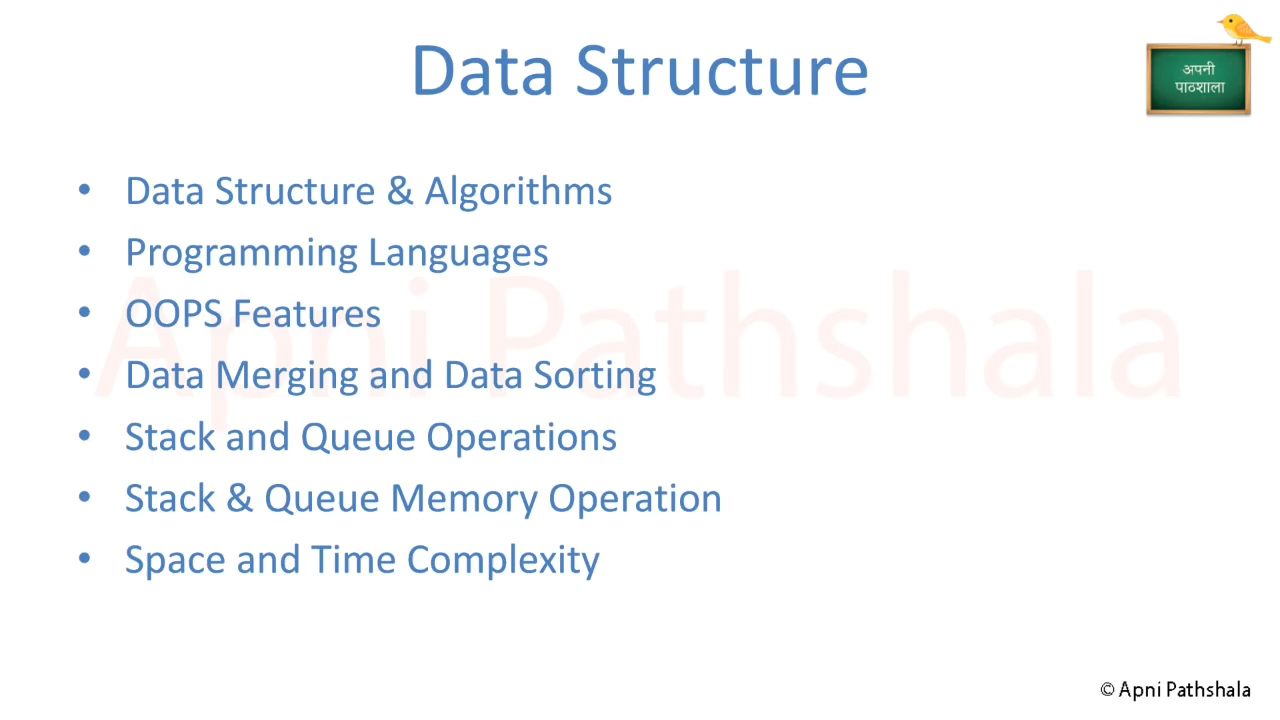 Data Structure
अपनी
पाठशाला
• Data Structure & Algorithms
• Programming Languages
• OOPS Features
• Data Merging and Data Sorting
• Stack and Queue Operations
• Stack & Queue Memory Operation
• Space and Time Complexity
Apni Pathshala
© Apni Pathshala